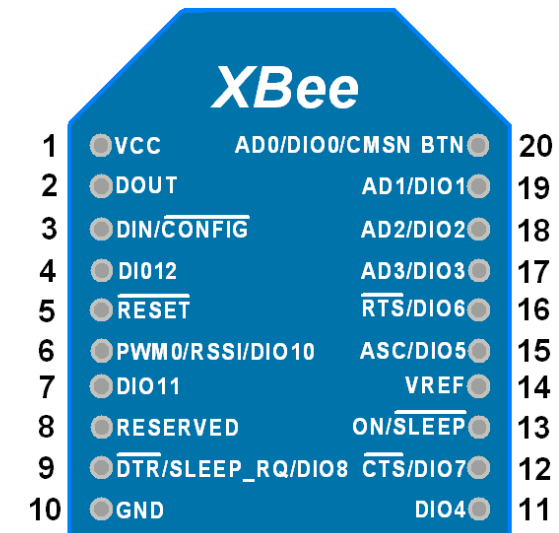 XBee
1 VCC AD0/DIO0/CMSN BTN 20
2 DOUT AD1/DIO1 19
3 DIN/CONFIG AD2/DIO2 18
4 DI012 AD3/DIO3 17
5 RESET RTS/DIO6 16
6 PWM0/RSSI/DIO10 ASC/DIO5 15
7 DIO11 VREF 14
8 RESERVED ON/SLEEP 13
9 DTR/SLEEP_RQ/DIO8 CTS/DIO7 12
10 GND DIO4 11